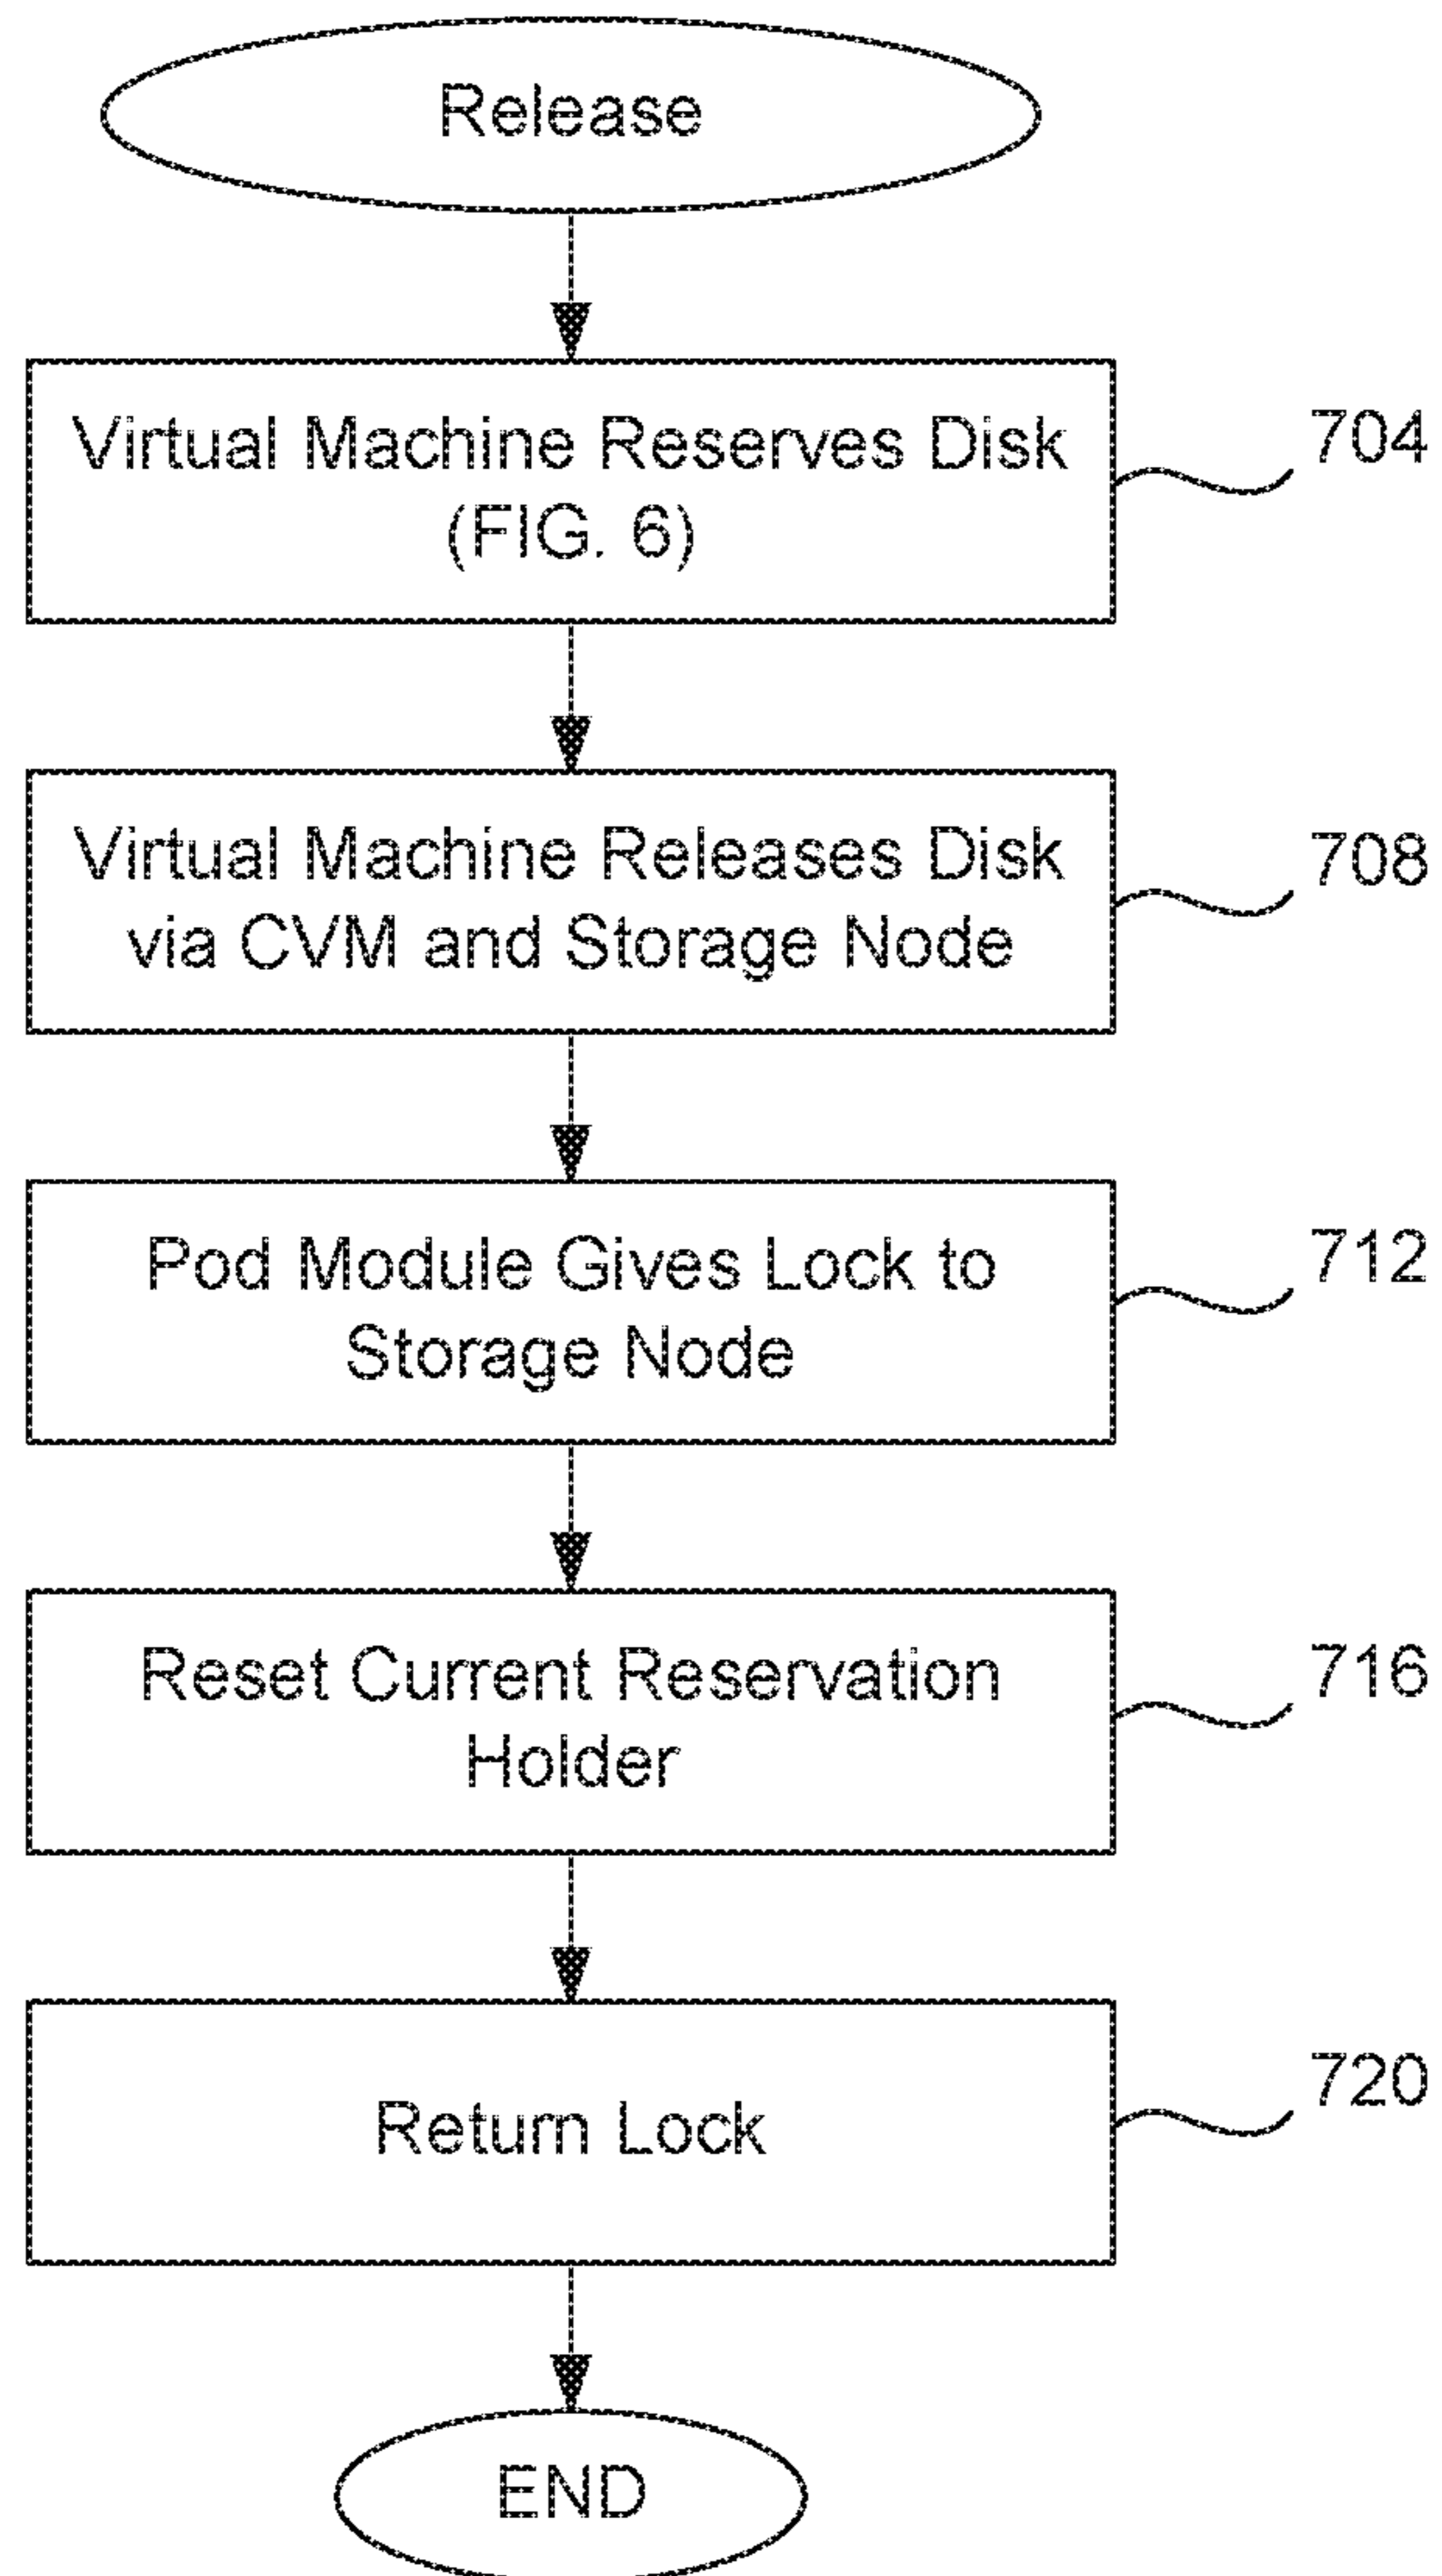 Release
Virtual Machine Reserves Disk
(FIG. 6)
704
Virtual Machine Releases Disk
via CVM and Storage Node
708
Pod Module Gives Lock to
Storage Node
712
Reset Current Reservation
Holder
716
Return Lock
720
END